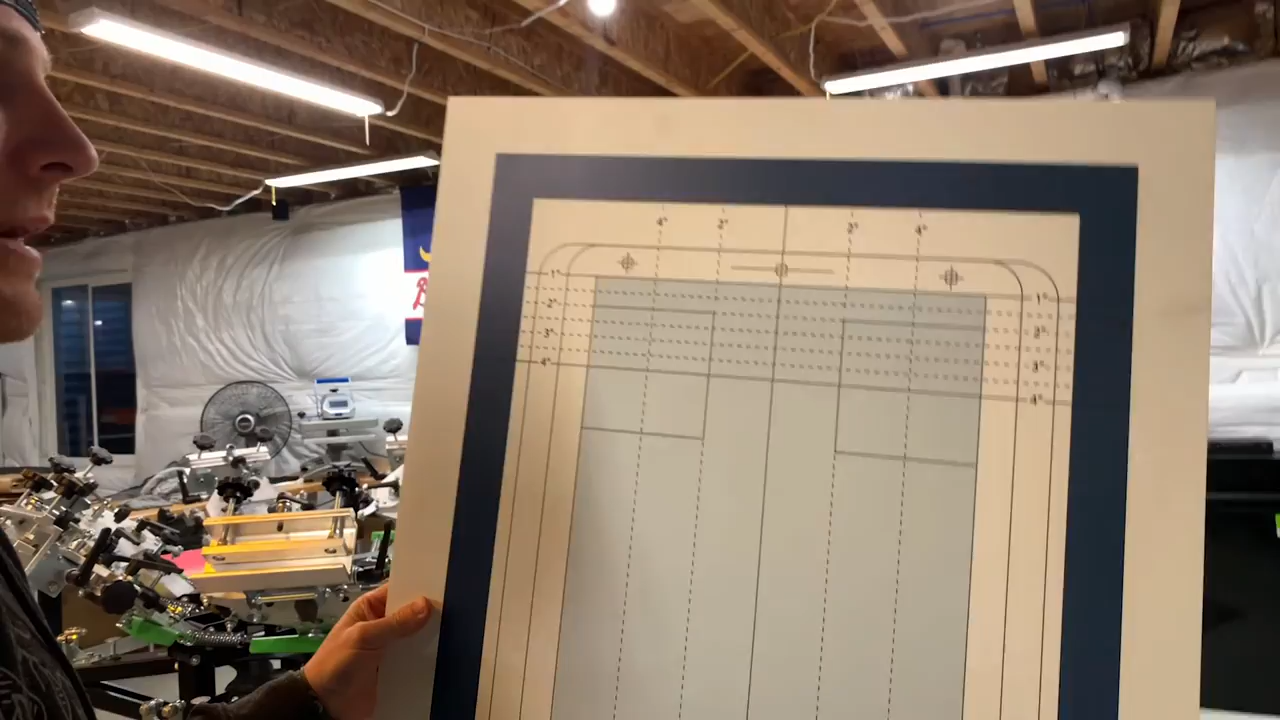 4" 2" 2" 4"
1" 1"
2" 2"
3" 3"
4" 4"
B